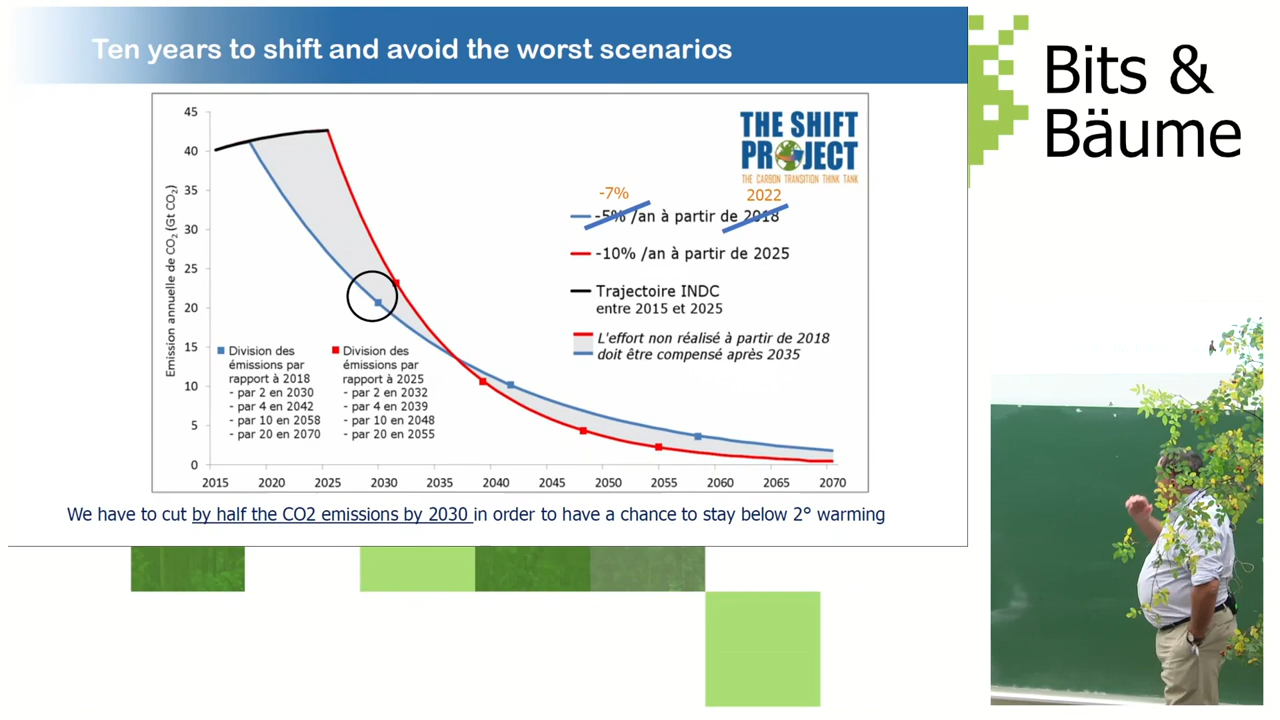 Ten years to shift and avoid the worst scenarios
Bits &
Bäume
THE SHIFT
PROJECT
THE CARBON TRANSITION THINK TANK
-7%
2022
-5% /an à partir de 2018
-10% /an à partir de 2025
Trajectoire INDC
entre 2015 et 2025
L'effort non réalisé à partir de 2018
doit être compensé après 2035
Emission annuelle de CO2 (Gt CO2)
45
40
35
30
25
20
15
10
5
0
Division des
émissions par
rapport à 2018
- par 2 en 2030
- par 4 en 2042
- par 10 en 2058
- par 20 en 2070
Division des
émissions par
rapport à 2025
- par 2 en 2032
- par 4 en 2039
- par 10 en 2048
- par 20 en 2055
2015 2020 2025 2030 2035 2040 2045 2050 2055 2060 2065 2070
We have to cut by half the CO2 emissions by 2030 in order to have a chance to stay below 2° warming